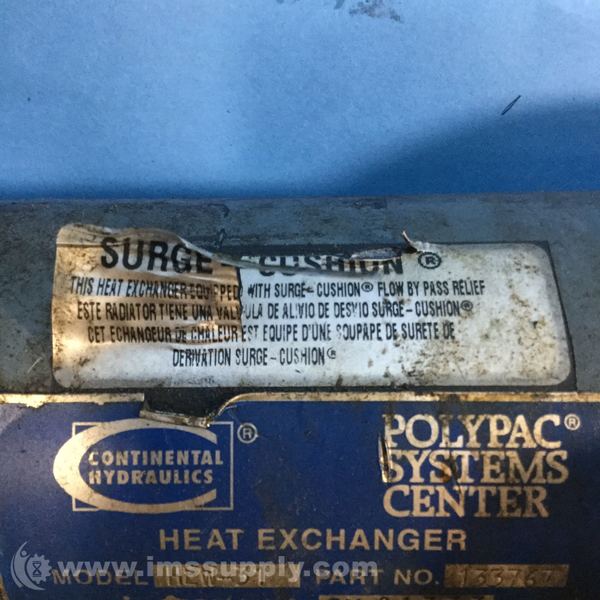 SURGE-CUSHION®
THIS HEAT EXCHANGER EQUIPPED WITH SURGE-CUSHION® FLOW BY PASS RELIEF
ESTE RADIATOR TIENE UNA VALVULA DE ALIVIO DE DESVIO SURGE-CUSHION®
CET ECHANGEUR DE CHALEUR EST EQUIPE D'UNE SOUPAPE DE SURETE DE
DERIVATION SURGE-CUSHION®
CONTINENTAL
HYDRAULICS
®
POLYPAC®
SYSTEMS
CENTER
HEAT EXCHANGER
MODEL PART NO. 133767
www.imssupply.com